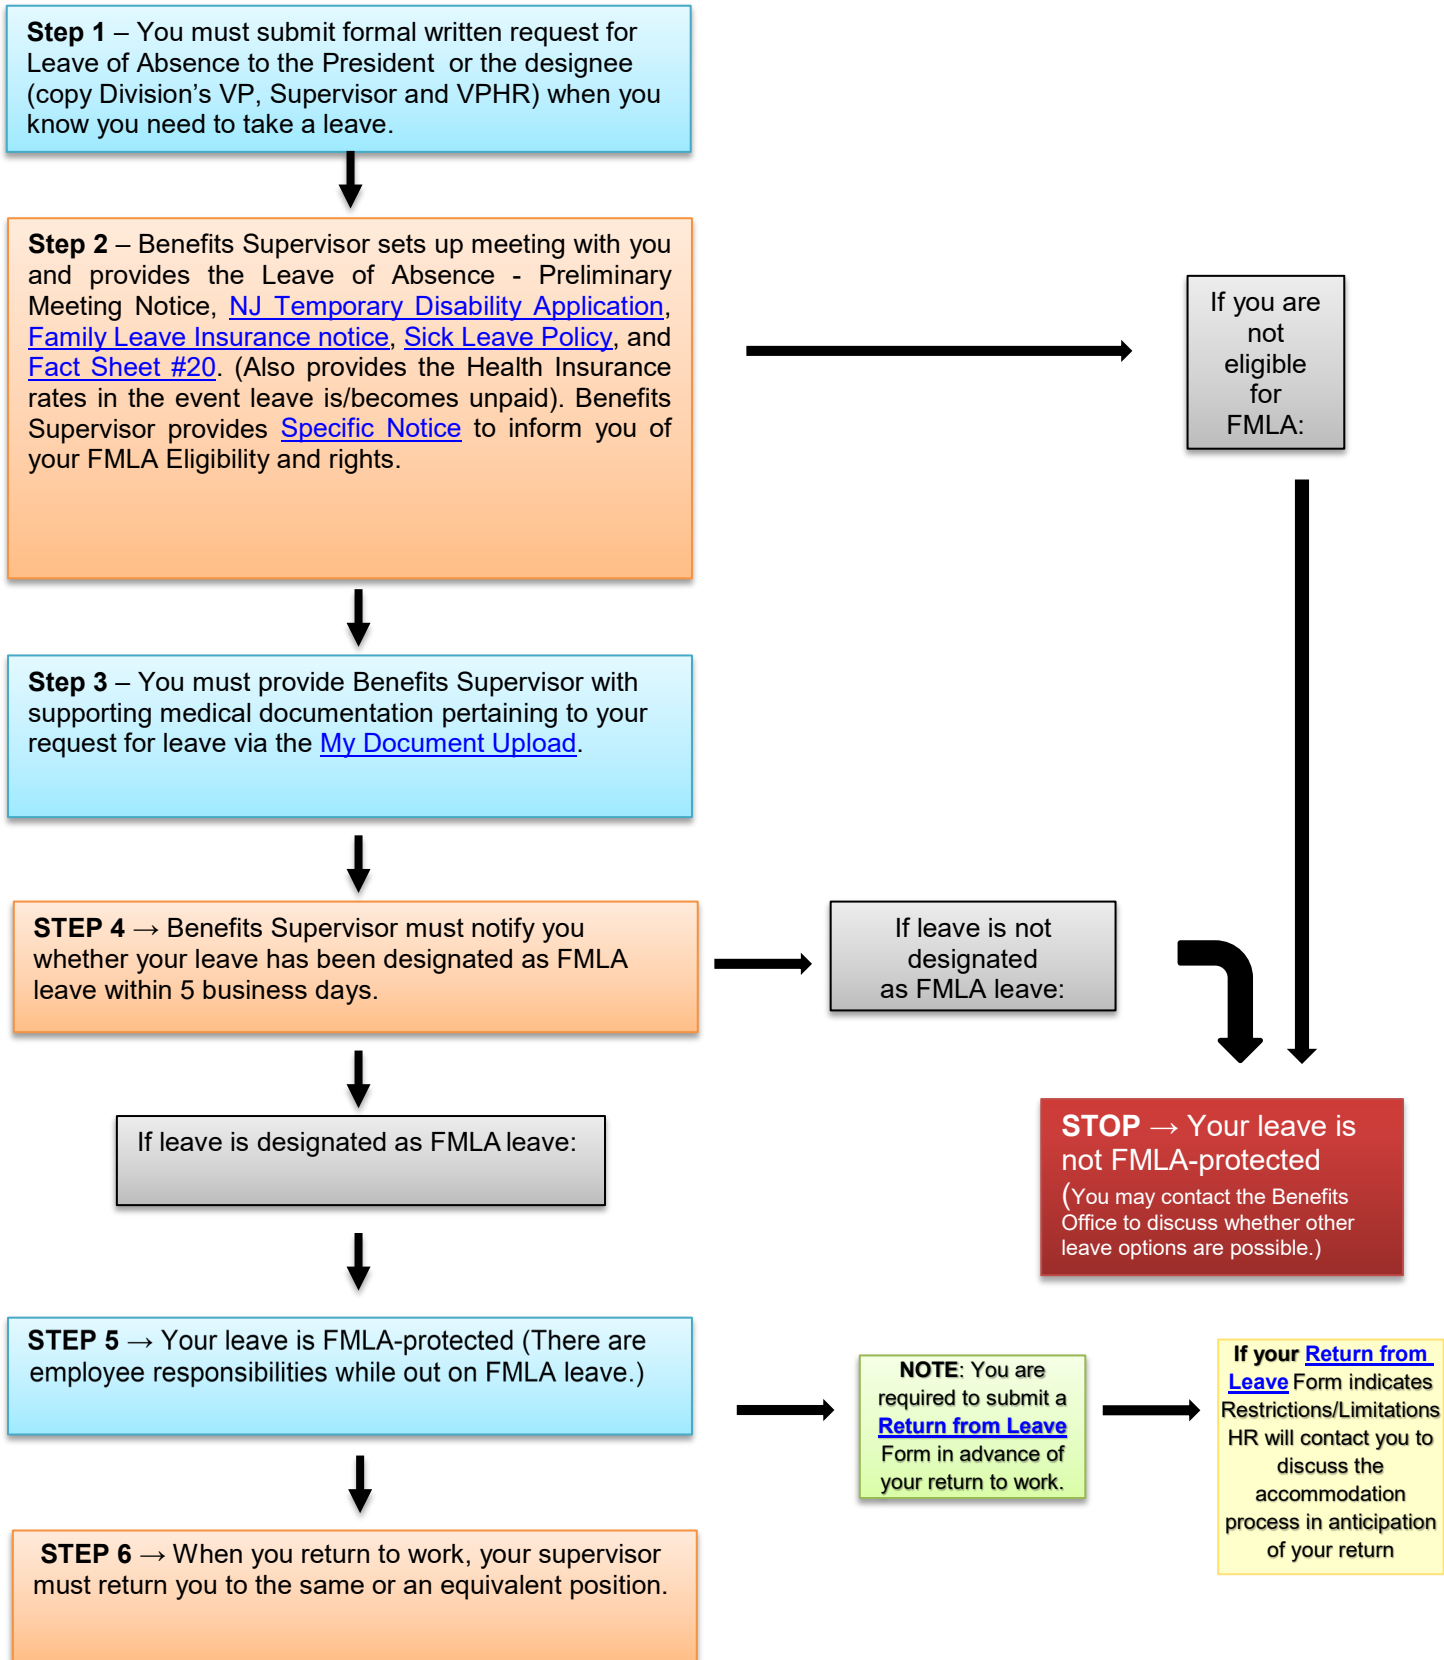 Step 1 – You must submit formal written request for
Leave of Absence to the President or the designee
(copy Division's VP, Supervisor and VPHR) when you
know you need to take a leave.
Step 2 – Benefits Supervisor sets up meeting with you
and provides the Leave of Absence - Preliminary
Meeting Notice, NJ Temporary Disability Application,
Family Leave Insurance notice, Sick Leave Policy, and
Fact Sheet #20. (Also provides the Health Insurance
rates in the event leave is/becomes unpaid). Benefits
Supervisor provides Specific Notice to inform you of
your FMLA Eligibility and rights.
If you are
not
eligible
for
FMLA:
Step 3 – You must provide Benefits Supervisor with
supporting medical documentation pertaining to your
request for leave via the My Document Upload.
STEP 4 → Benefits Supervisor must notify you
whether your leave has been designated as FMLA
leave within 5 business days.
If leave is not
designated
as FMLA leave:
If leave is designated as FMLA leave:
STOP → Your leave is
not FMLA-protected
(You may contact the Benefits
Office to discuss whether other
leave options are possible.)
STEP 5 → Your leave is FMLA-protected (There are
employee responsibilities while out on FMLA leave.)
NOTE: You are
required to submit a
Return from Leave
Form in advance of
your return to work.
If your Return from
Leave Form indicates
Restrictions/Limitations
HR will contact you to
discuss the
accommodation
process in anticipation
of your return
STEP 6 → When you return to work, your supervisor
must return you to the same or an equivalent position.